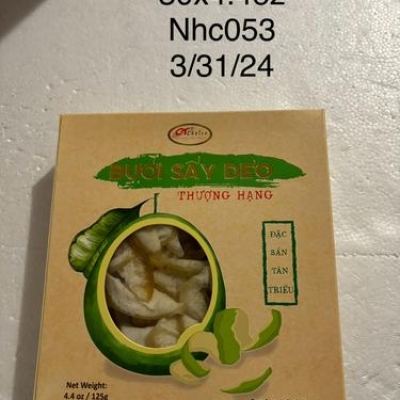 Nhc053
3/31/24
BƯỞI SẤY DẺO
THƯỢNG HẠNG
ĐẶC
SẢN
TÂN
TRIỀU
Net Weight:
4.4 oz / 125g